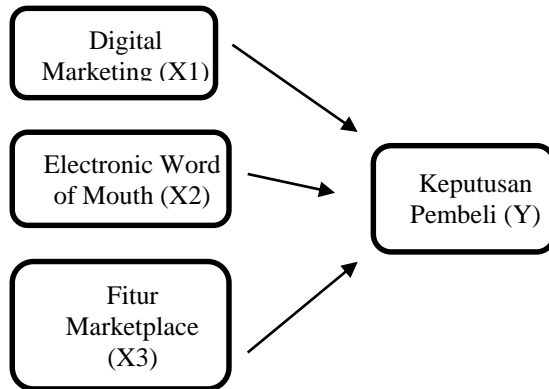 Digital
Marketing (X1)
Electronic Word
of Mouth (X2)
Keputusan
Pembeli (Y)
Fitur
Marketplace
(X3)